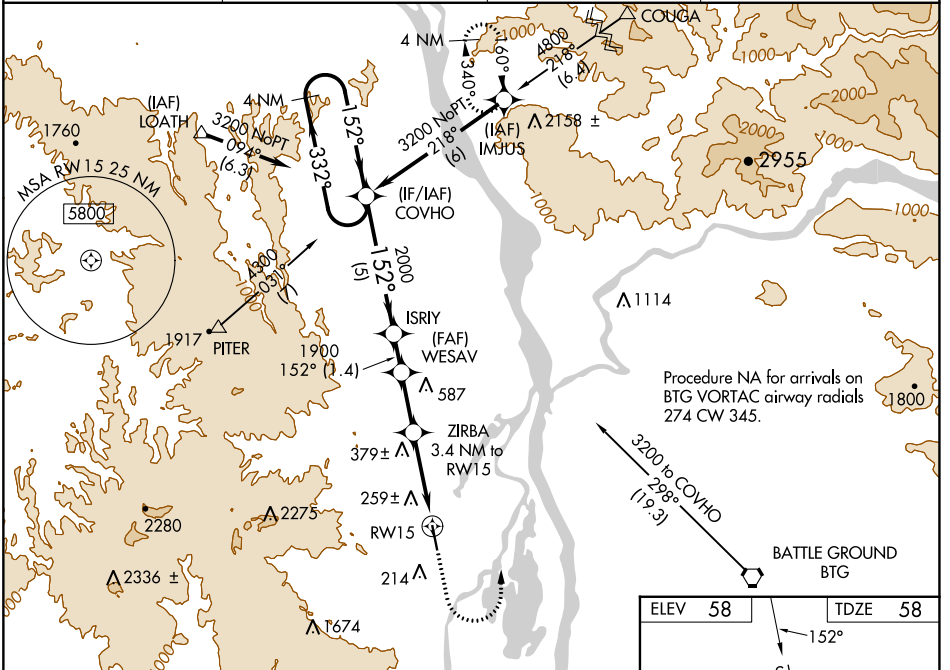 COUGA
1000
4 NM
4800
218°
(6.4)
1000
340°
160°
4 NM
(IAF)
LOATH
3200 NoPT
094°
(6.3)
152°
332°
3200 NoPT
218°
(6)
(IAF)
IMJUS
2158 ±
2000
2000
1000
2955
1760
MSA RW15 25 NM
5800
(IF/IAF)
COVHO
1000
1000
2000
152°
(5)
4300
031°
(7)
1917
PITER
1114
ISRIY
(FAF)
WESAV
1900
152° (1.4)
587
Procedure NA for arrivals on
BTG VORTAC airway radials
274 CW 345.
1800
ZIRBA
3.4 NM to
RW15
379±
3200 to COVHO
298°
(19.3)
259±
2280
2275
RW15
214
2336 ±
BATTLE GROUND
BTG
1674
ELEV 58
TDZE 58
152°